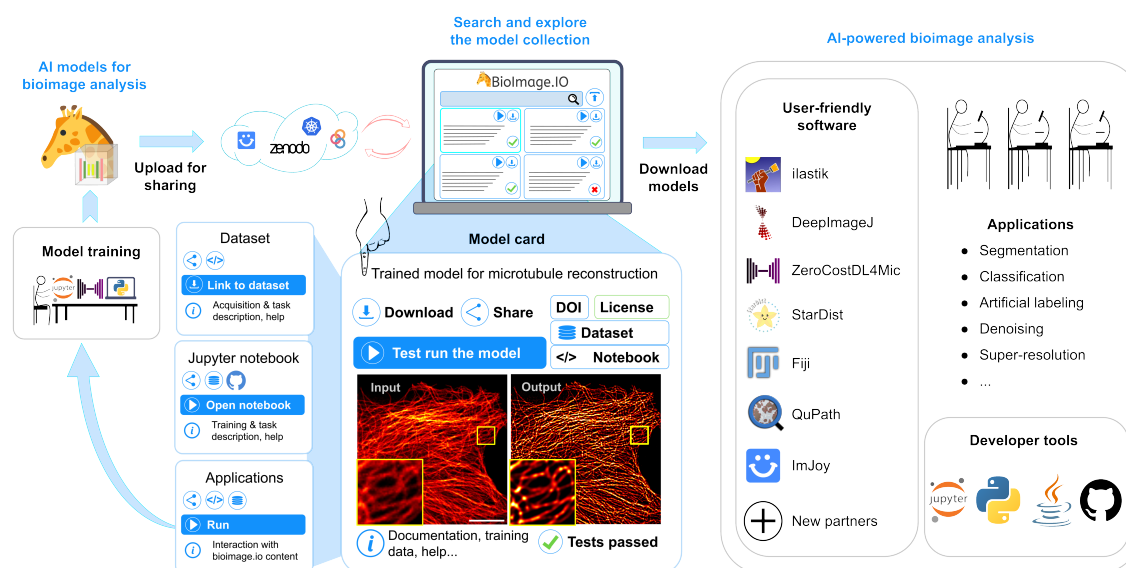 Search and explore
the model collection
AI-powered bioimage analysis
AI models for
bioimage analysis
Upload for
sharing
zenodo
BioImage.IO
Download
models
Model training
jupyter
Dataset
Link to dataset
Acquisition & task
description, help
Jupyter notebook
Open notebook
Training & task
description, help
Applications
Run
Interaction with
bioimage.io content
Model card
Trained model for microtubule reconstruction
Download
Share
DOI
License
Dataset
</> Notebook
Test run the model
Input
Output
Documentation, training
data, help...
Tests passed
User-friendly
software
ilastik
DeepImageJ
ZeroCostDL4Mic
StarDist
StarDist
Fiji
QuPath
ImJoy
New partners
Applications
● Segmentation
● Classification
● Artificial labeling
● Denoising
● Super-resolution
● ...
Developer tools
jupyter